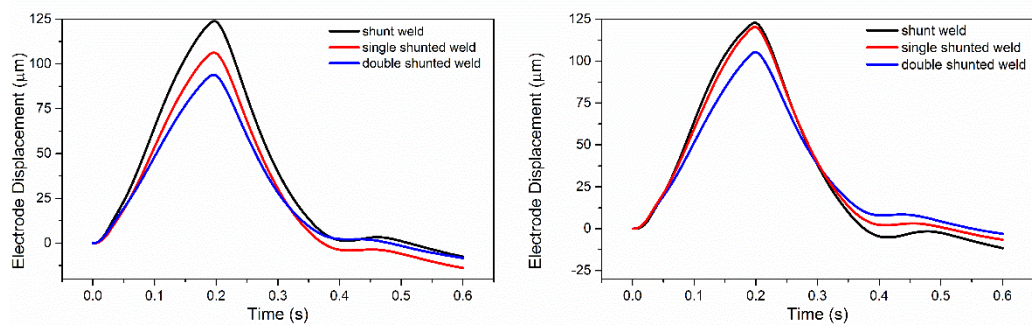 125
100
75
50
25
0
Electrode Displacement (μm)
shunt weld
single shunted weld
double shunted weld
0.0 0.1 0.2 0.3 0.4 0.5 0.6
Time (s)
125
100
75
50
25
0
-25
Electrode Displacement (μm)
shunt weld
single shunted weld
double shunted weld
0.0 0.1 0.2 0.3 0.4 0.5 0.6
Time (s)